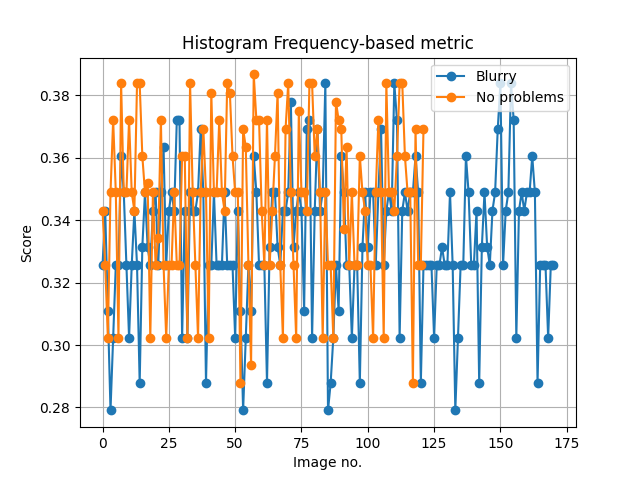 Histogram Frequency-based metric
Blurry
No problems
Score
0.38
0.36
0.34
0.32
0.30
0.28
0
25
50
75
100
125
150
175
Image no.